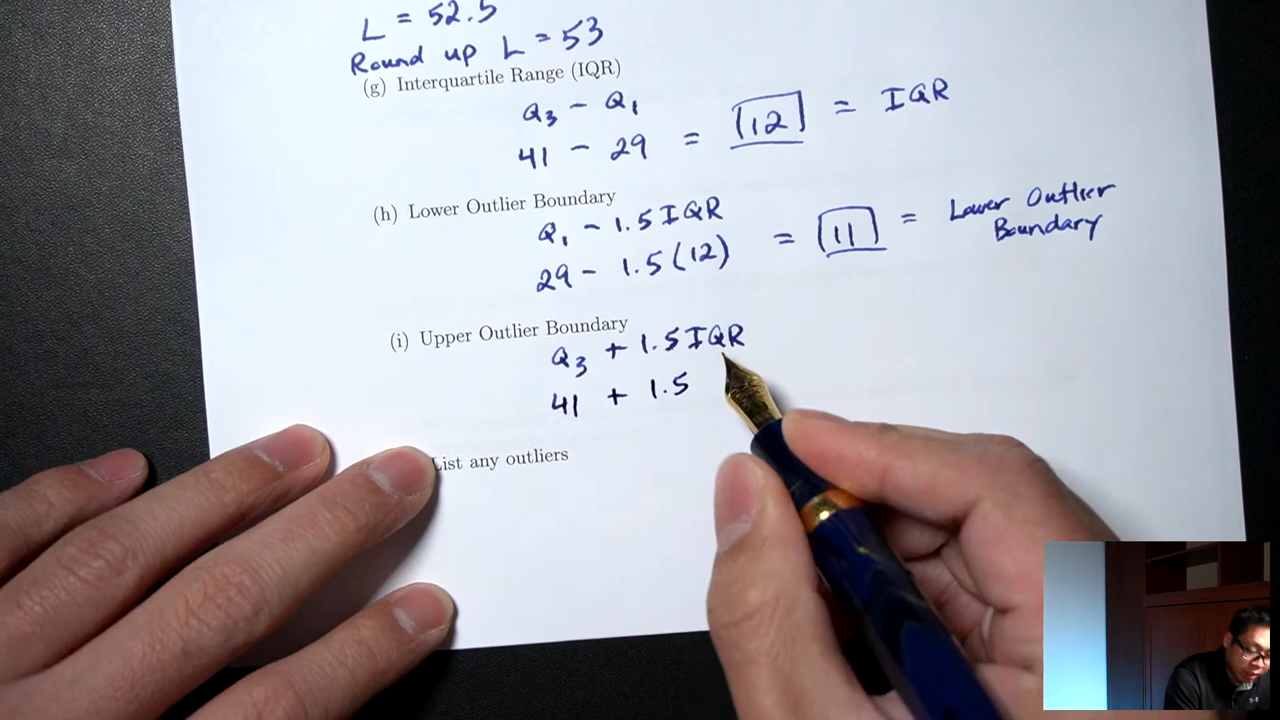 L = 52.5
Round up L = 53
(g) Interquartile Range (IQR)
Q₃ - Q₁
41 - 29 = 12 = IQR
(h) Lower Outlier Boundary
Q₁ - 1.5 IQR
29 - 1.5(12) = 11 = Lower Outlier Boundary
(i) Upper Outlier Boundary
Q₃ + 1.5 IQR
41 + 1.5
List any outliers